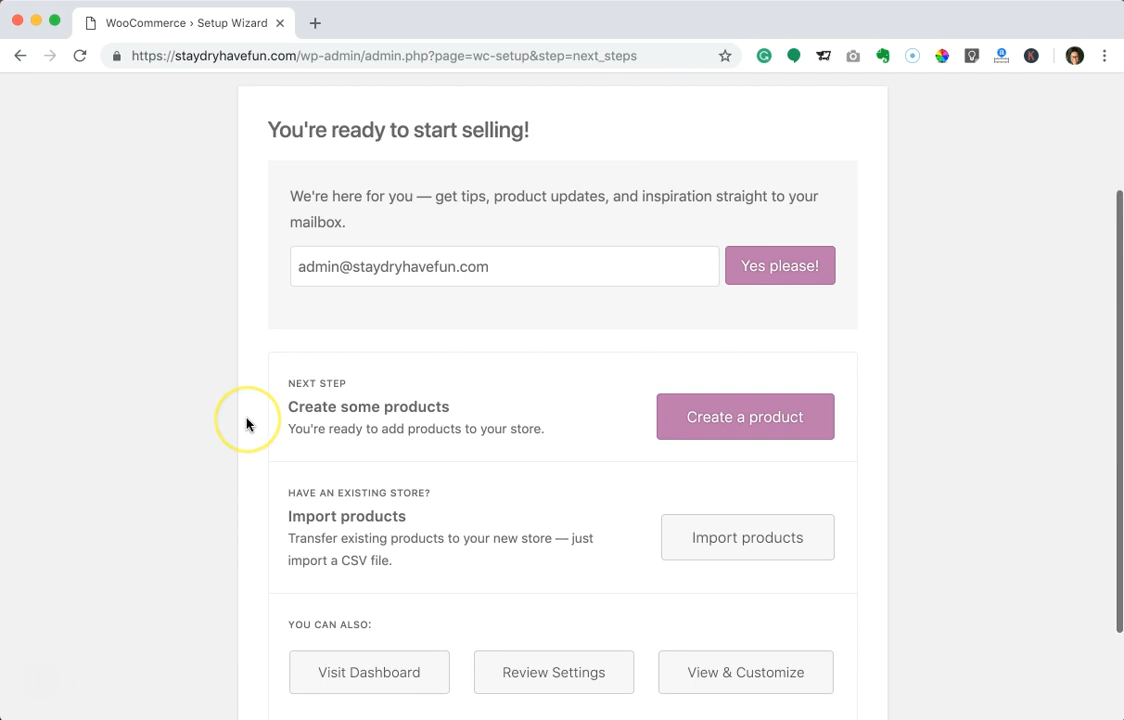 WooCommerce › Setup Wizard
https://staydryhavefun.com/wp-admin/admin.php?page=wc-setup&step=next_steps
You're ready to start selling!
We're here for you — get tips, product updates, and inspiration straight to your
mailbox.
admin@staydryhavefun.com
Yes please!
NEXT STEP
Create some products
You're ready to add products to your store.
Create a product
HAVE AN EXISTING STORE?
Import products
Transfer existing products to your new store — just
import a CSV file.
Import products
YOU CAN ALSO:
Visit Dashboard
Review Settings
View & Customize